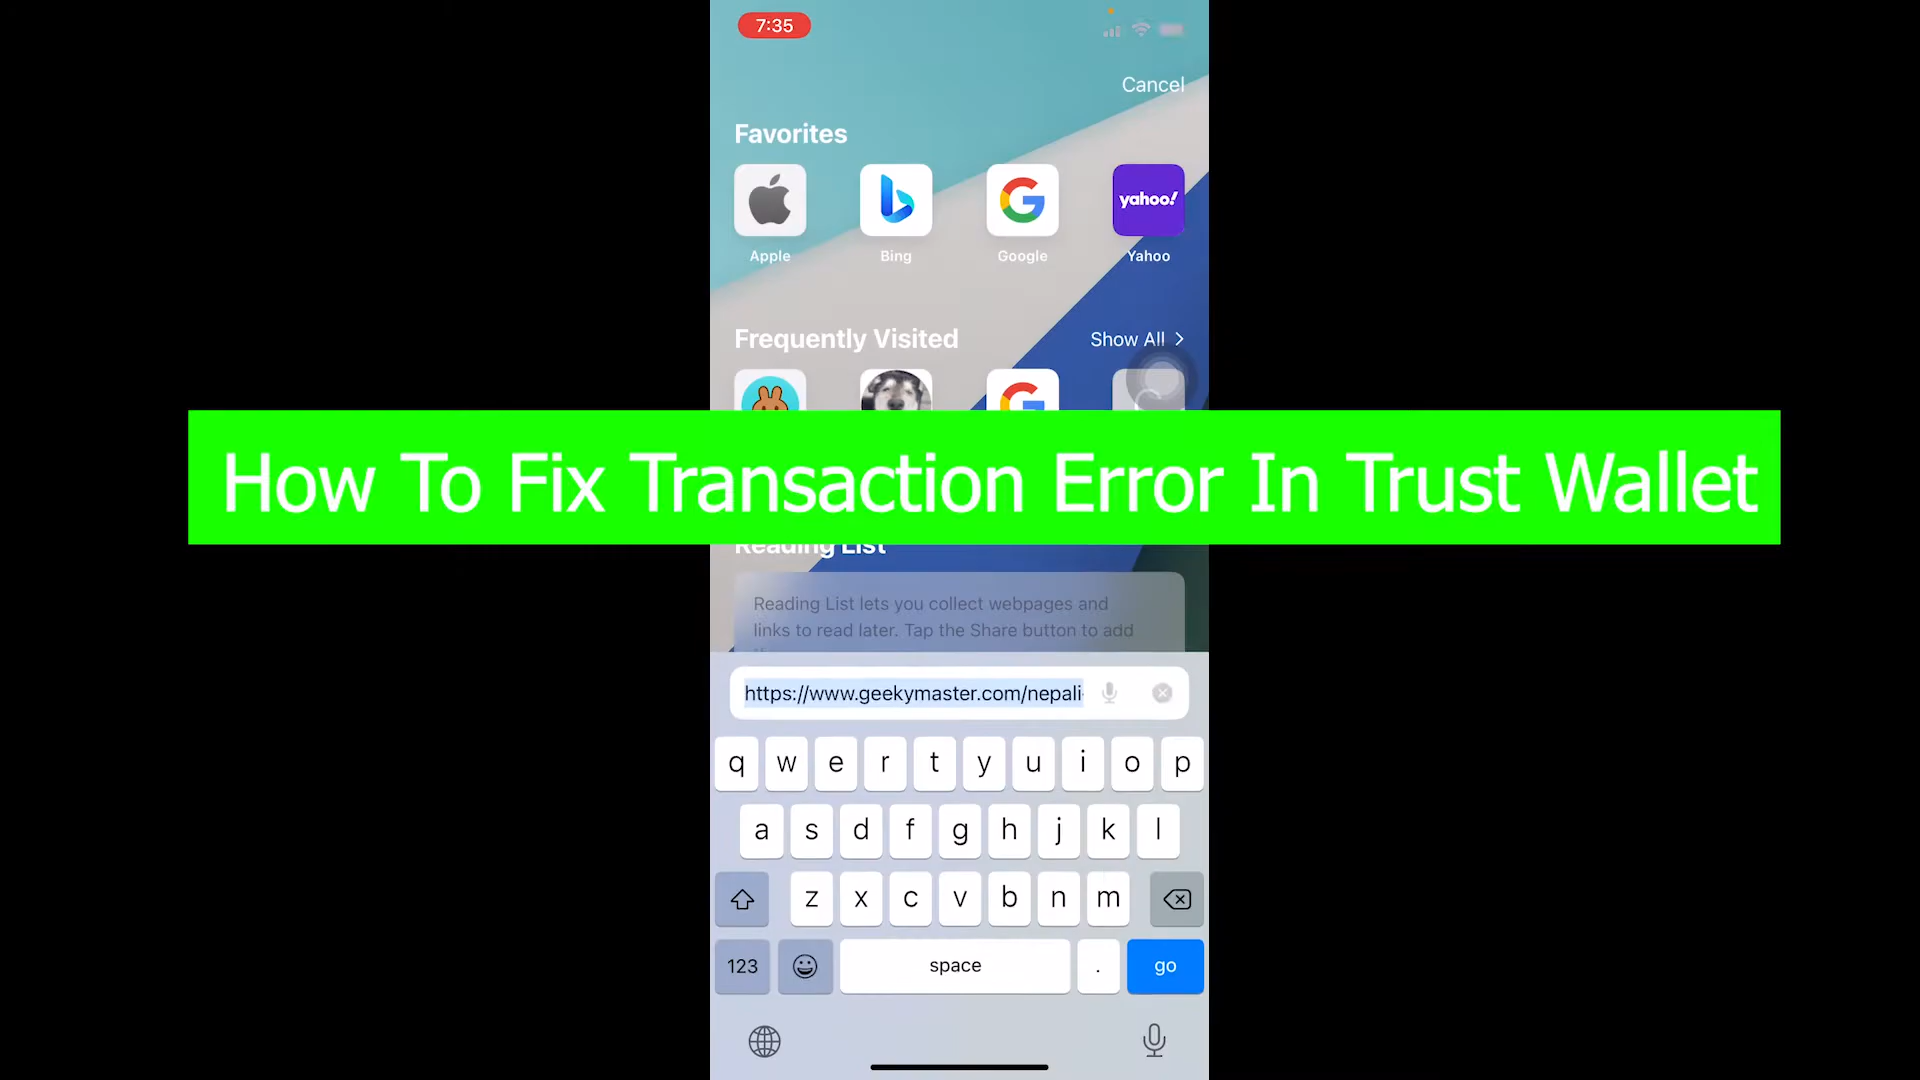 7:35
Cancel
Favorites
yahoo!
Apple
Bing
Google
Yahoo
Frequently Visited
Show All
How To Fix Transaction Error In Trust Wallet
Reading List
Reading List lets you collect webpages and
links to read later. Tap the Share button to add
https://www.geekymaster.com/nepali-
q w e r t y u i o p
a s d f g h j k l
z x c v b n m
123
space
.
go